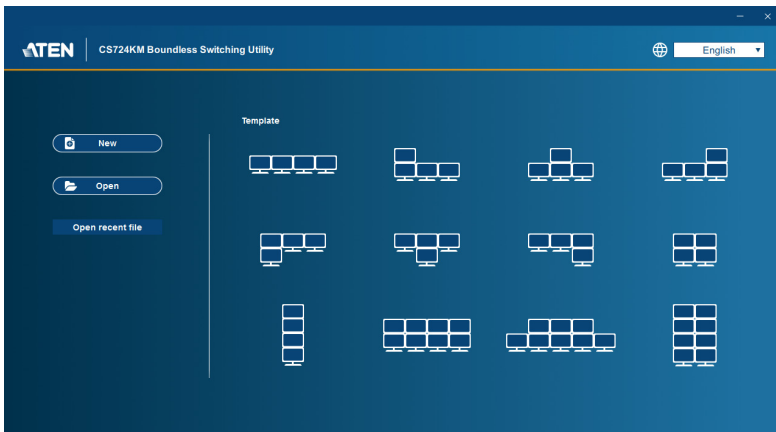 ATEN
CS724KM Boundless Switching Utility
English
Template
New
Open
Open recent file